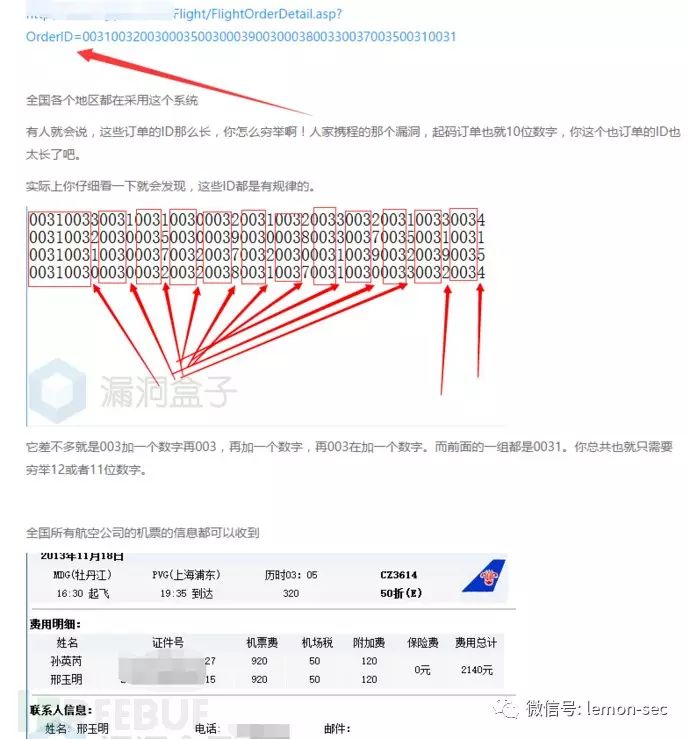 Flight/FlightOrderDetail.asp?
OrderID=0031003200300035003000390030003800330037003500310031
全国各个地区都在采用这个系统
有人就会说，这些订单的ID那么长，你怎么穷举啊！人家携程的那个漏洞，起码订单也就10位数字，你这个也订单的ID也
太长了吧。
实际上你仔细看一下就会发现，这些ID都是有规律的。
0031003300310031003000320031003200330032003100330034
0031003200300035003000390030003800330037003500310031
0031003100300037003200370032003000310039003200390035
0031003000300032003200380031003700310030003300320034
漏洞盒子
它差不多就是003加一个数字再003，再加一个数字，再003在加一个数字。而前面的一组都是0031。你总共也就只需要
穷举12或者11位数字。
全国所有航空公司的机票的信息都可以收到
2013年11月18日
MDG(牡丹江) PVG(上海浦东) 历时03：05 CZ3614
16:30 起飞 19:35 到达 320 50折(E)
费用明细：
姓名 证件号 机票费 机场税 附加费 保险费 费用总计
孙英芮 27 920 50 120 0元 2140元
邢玉明 15 920 50 120
联系人信息：
姓名：邢玉明 电话： 邮件：
FREEBUF
漏洞盒子
微信号: lemon-sec